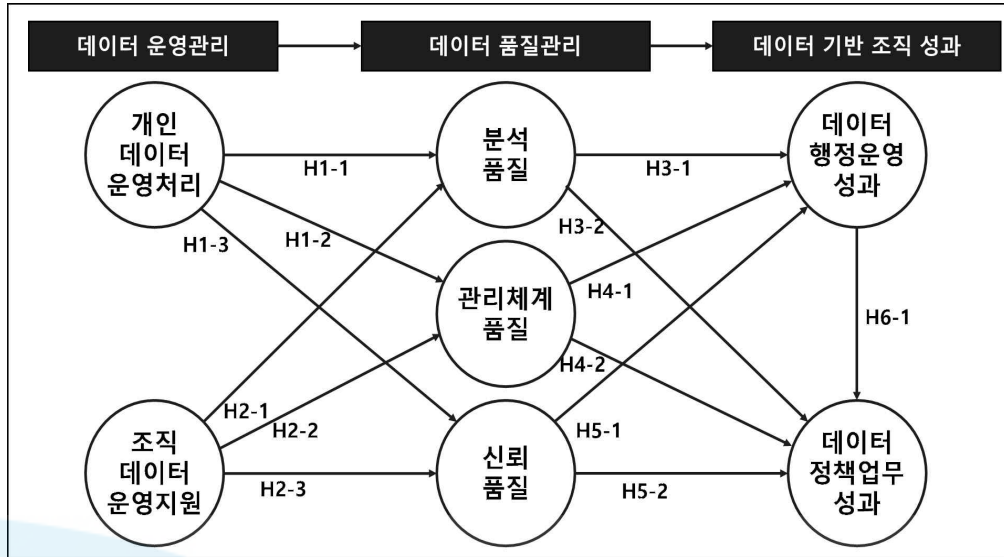 데이터 운영관리
데이터 품질관리
데이터 기반 조직 성과
개인
데이터
운영처리
분석
품질
데이터
행정운영
성과
H1-1
H3-1
H1-3
H1-2
H3-2
관리체계
품질
H4-1
H6-1
H4-2
H2-1
H2-2
H5-1
조직
데이터
운영지원
신뢰
품질
데이터
정책업무
성과
H2-3
H5-2